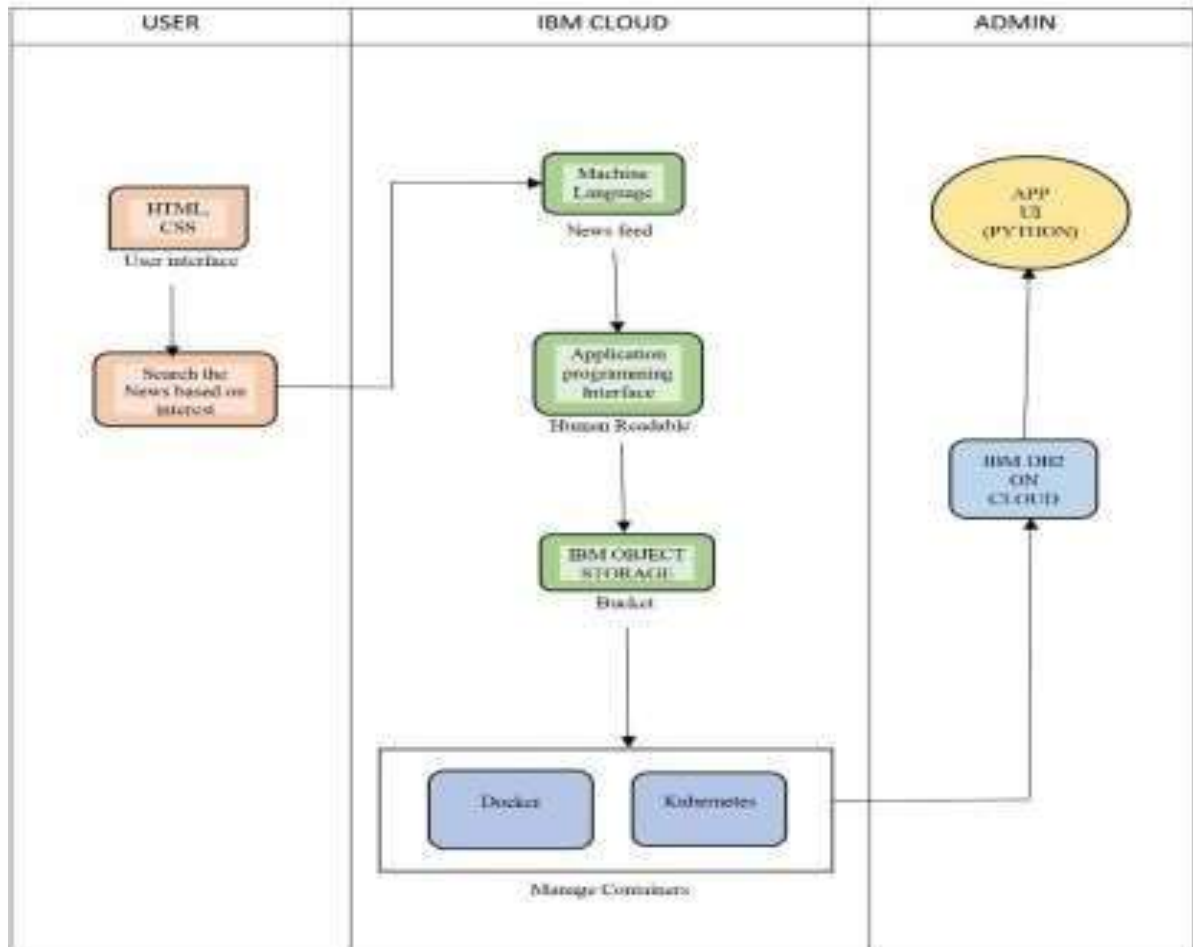 USER
IBM CLOUD
ADMIN
HTML,
CSS
User interface
Search the
News based on
interest
Machine
Language
News feed
Application
programming
Interface
Human Readable
IBM OBJECT
STORAGE
Bucket
Docker
Kubernetes
Manage Containers
IBM DB2
ON
CLOUD
APP
UI
(PYTHON)